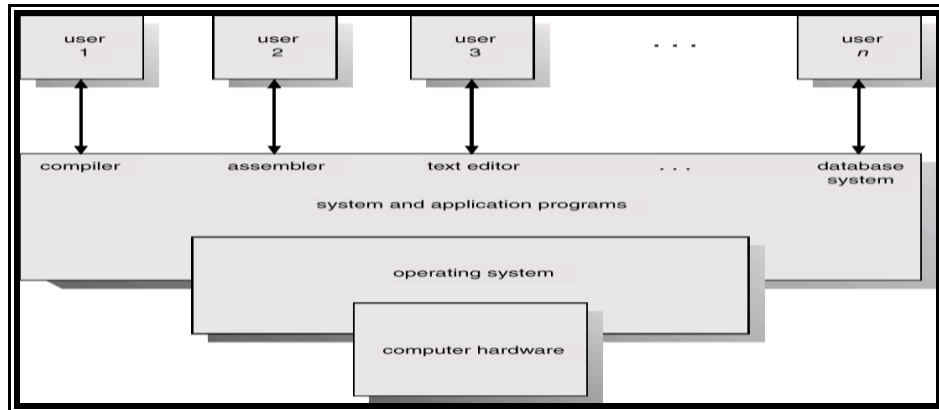 user
1
user
2
user
3
. . .
user
n
compiler
assembler
text editor
. . .
database
system
system and application programs
operating system
computer hardware